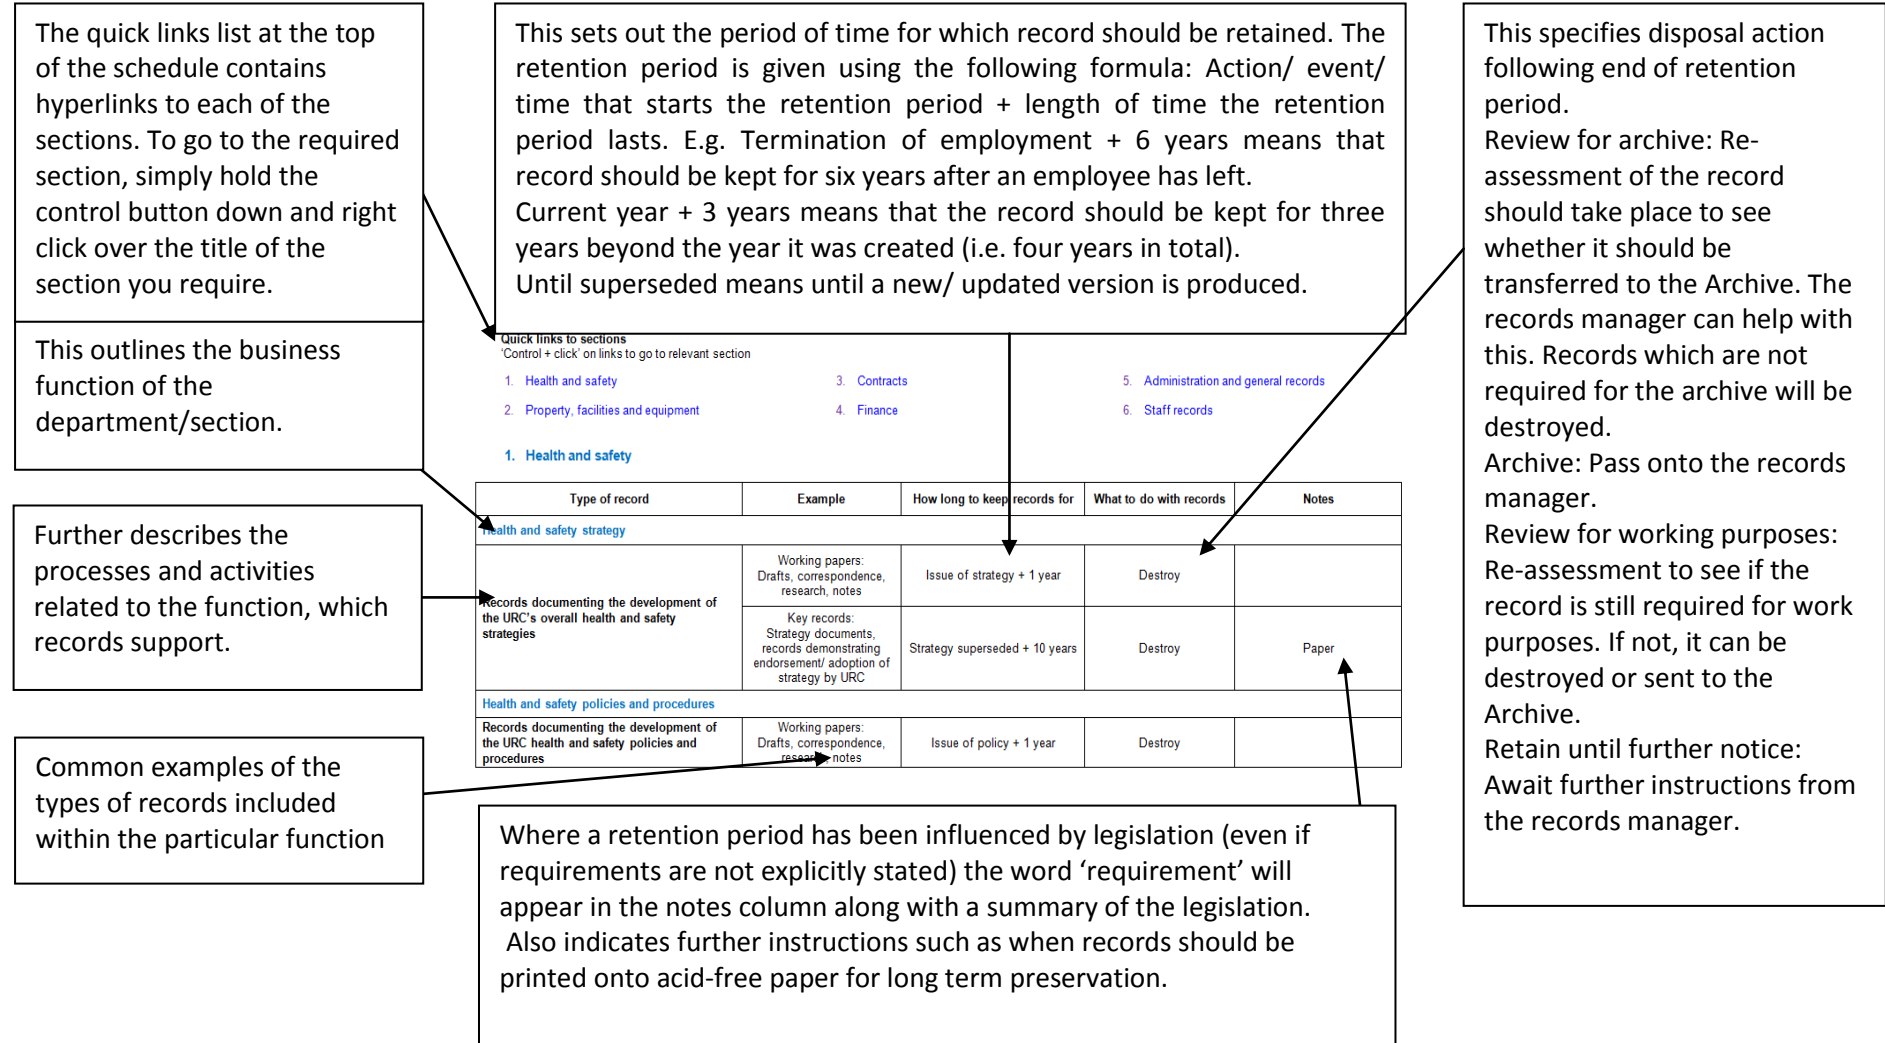 The quick links list at the top
of the schedule contains
hyperlinks to each of the
sections. To go to the required
section, simply hold the
control button down and right
click over the title of the
section you require.
This outlines the business
function of the
department/section.
Further describes the
processes and activities
related to the function, which
records support.
Common examples of the
types of records included
within the particular function
This sets out the period of time for which record should be retained. The
retention period is given using the following formula: Action/ event/
time that starts the retention period + length of time the retention
period lasts. E.g. Termination of employment + 6 years means that
record should be kept for six years after an employee has left.
Current year + 3 years means that the record should be kept for three
years beyond the year it was created (i.e. four years in total).
Until superseded means until a new/ updated version is produced.
Quick links to sections
'Control + click' on links to go to relevant section
1. Health and safety
3. Contracts
5. Administration and general records
2. Property, facilities and equipment
4. Finance
6. Staff records
1. Health and safety
Type of record
Example
How long to keep records for
What to do with records
Notes
Health and safety strategy
Records documenting the development of
the URC's overall health and safety
strategies
Working papers:
Drafts, correspondence,
research, notes
Issue of strategy + 1 year
Destroy
Key records:
Strategy documents,
records demonstrating
endorsement/ adoption of
strategy by URC
Strategy superseded + 10 years
Destroy
Paper
Health and safety policies and procedures
Records documenting the development of
the URC health and safety policies and
procedures
Working papers:
Drafts, correspondence,
research, notes
Issue of policy + 1 year
Destroy
Where a retention period has been influenced by legislation (even if
requirements are not explicitly stated) the word ‘requirement’ will
appear in the notes column along with a summary of the legislation.
Also indicates further instructions such as when records should be
printed onto acid-free paper for long term preservation.
This specifies disposal action
following end of retention
period.
Review for archive: Re-
assessment of the record
should take place to see
whether it should be
transferred to the Archive. The
records manager can help with
this. Records which are not
required for the archive will be
destroyed.
Archive: Pass onto the records
manager.
Review for working purposes:
Re-assessment to see if the
record is still required for work
purposes. If not, it can be
destroyed or sent to the
Archive.
Retain until further notice:
Await further instructions from
the records manager.